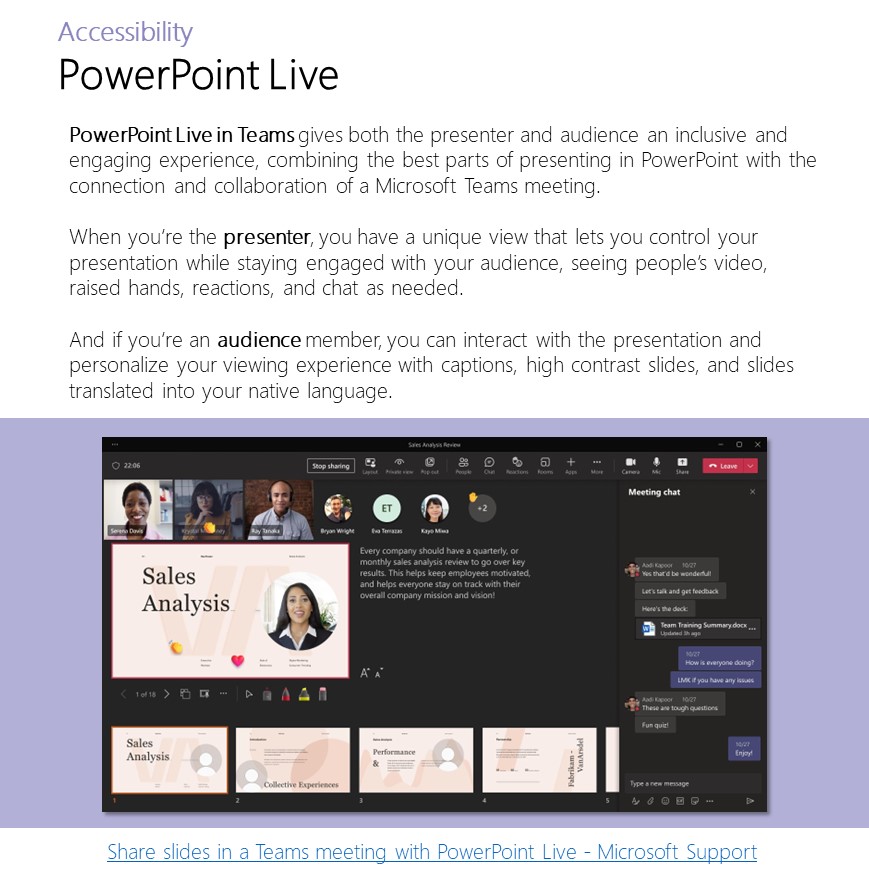 Accessibility
PowerPoint Live
PowerPoint Live in Teams gives both the presenter and audience an inclusive and
engaging experience, combining the best parts of presenting in PowerPoint with the
connection and collaboration of a Microsoft Teams meeting.
When you're the presenter, you have a unique view that lets you control your
presentation while staying engaged with your audience, seeing people's video,
raised hands, reactions, and chat as needed.
And if you're an audience member, you can interact with the presentation and
personalize your viewing experience with captions, high contrast slides, and slides
translated into your native language.
Sales Analysis Review
22:06
Stop sharing
Layout
Private view
Pop out
People
Chat
Reactions
Rooms
Apps
More
Camera
Mic
Share
Leave
Serena Davis
Ray Tanaka
Bryan Wright
ET
Eva Terrazas
Kayo Miwa
+2
Meeting chat
Sales
Analysis
Every company should have a quarterly, or
monthly sales analysis review to go over key
results. This helps keep employees motivated,
and helps everyone stay on track with their
overall company mission and vision!
1 of 18
Aadi Kapoor 10/27
Yes that'd be wonderful!
Let's talk and get feedback
Here's the deck:
Team Training Summary.docx
Updated 3h ago
10/27
How is everyone doing?
LMK if you have any issues
Aadi Kapoor 10/27
These are tough questions
Fun quiz!
10/27
Enjoy!
Type a new message
Sales
Analysis
1
Collective Experiences
2
Performance
&
3
Fabrikam -
VanArsdel
4
5
Share slides in a Teams meeting with PowerPoint Live - Microsoft Support